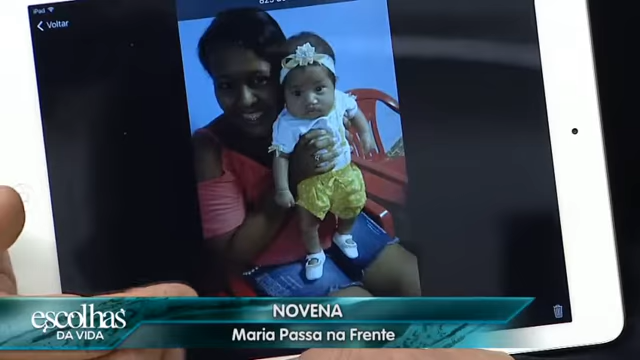 iPad
Voltar
escolhas
DA VIDA
NOVENA
Maria Passa na Frente